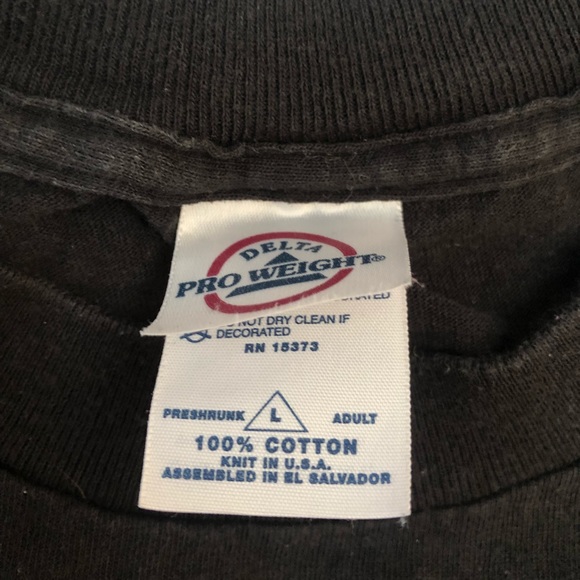 DELTA
PRO WEIGHT®
DO NOT DRY CLEAN IF
DECORATED
RN 15373
PRESHRUNK L ADULT
100% COTTON
KNIT IN U.S.A.
ASSEMBLED IN EL SALVADOR